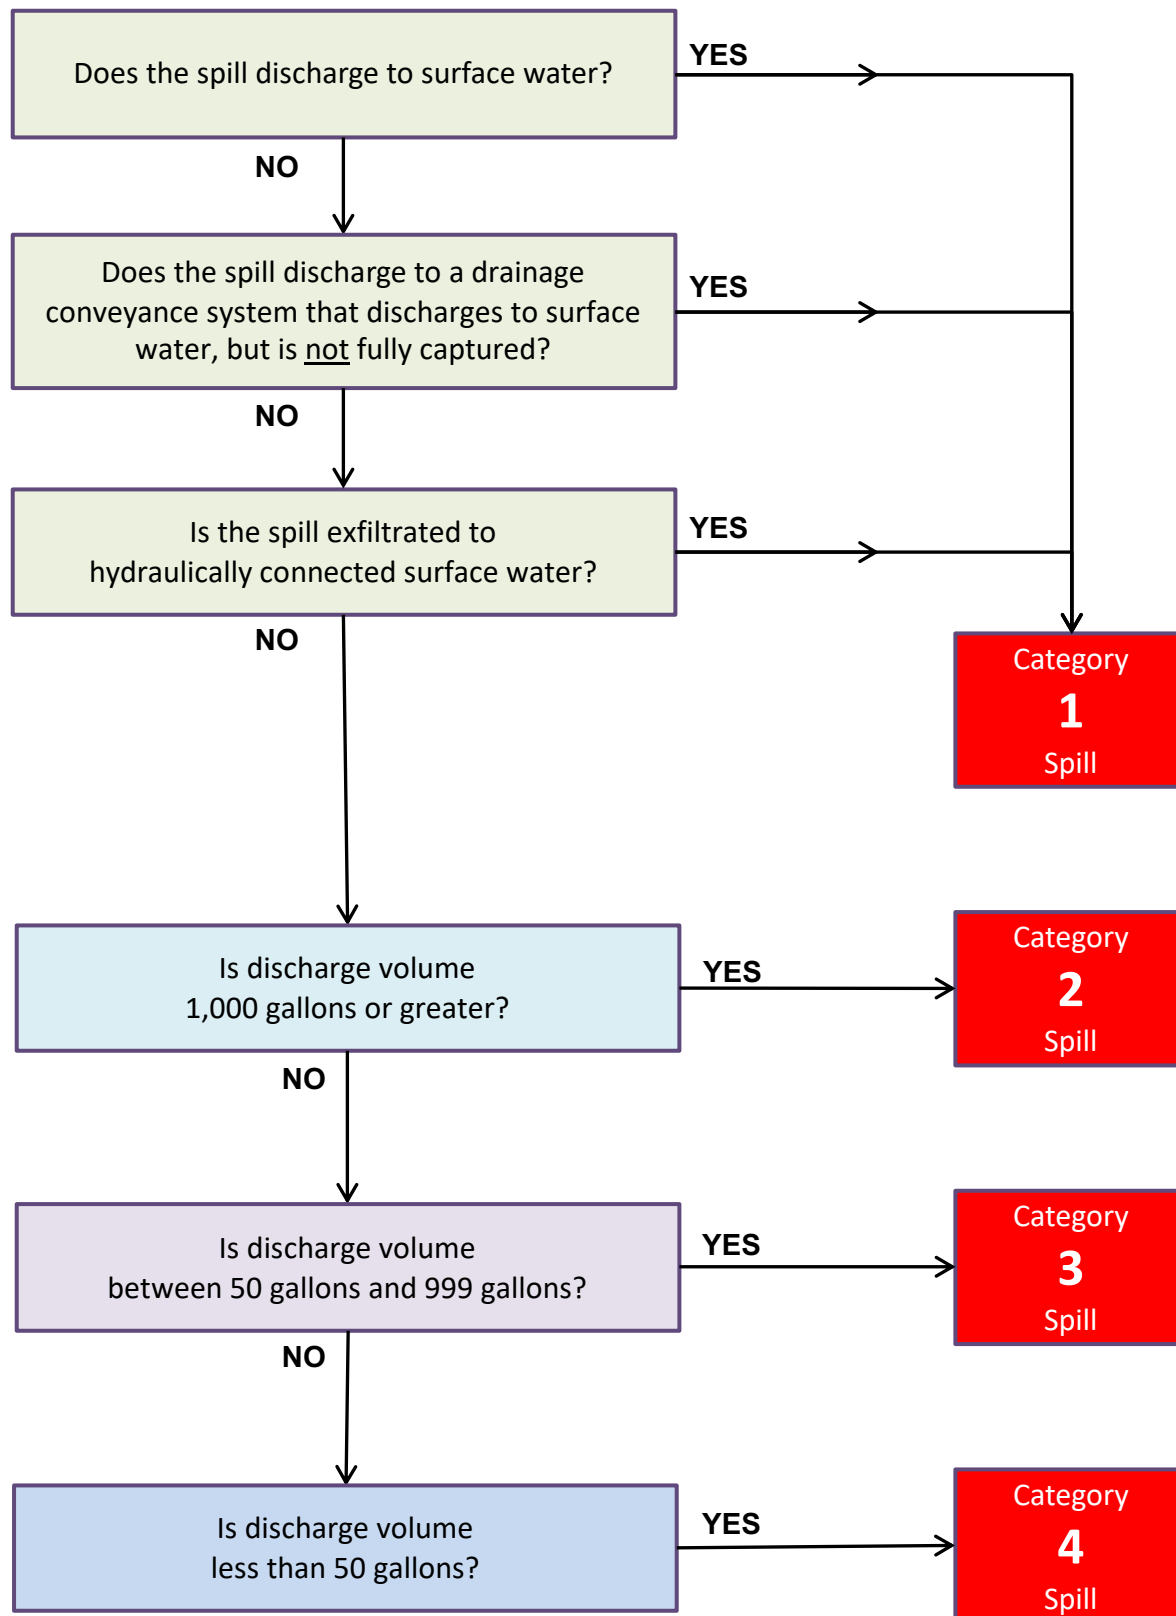 Does the spill discharge to surface water?
YES
NO
Does the spill discharge to a drainage
conveyance system that discharges to surface
water, but is not fully captured?
YES
NO
Is the spill exfiltrated to
hydraulically connected surface water?
YES
NO
Category
1
Spill
Is discharge volume
1,000 gallons or greater?
YES
Category
2
Spill
NO
Is discharge volume
between 50 gallons and 999 gallons?
YES
Category
3
Spill
NO
Is discharge volume
less than 50 gallons?
YES
Category
4
Spill